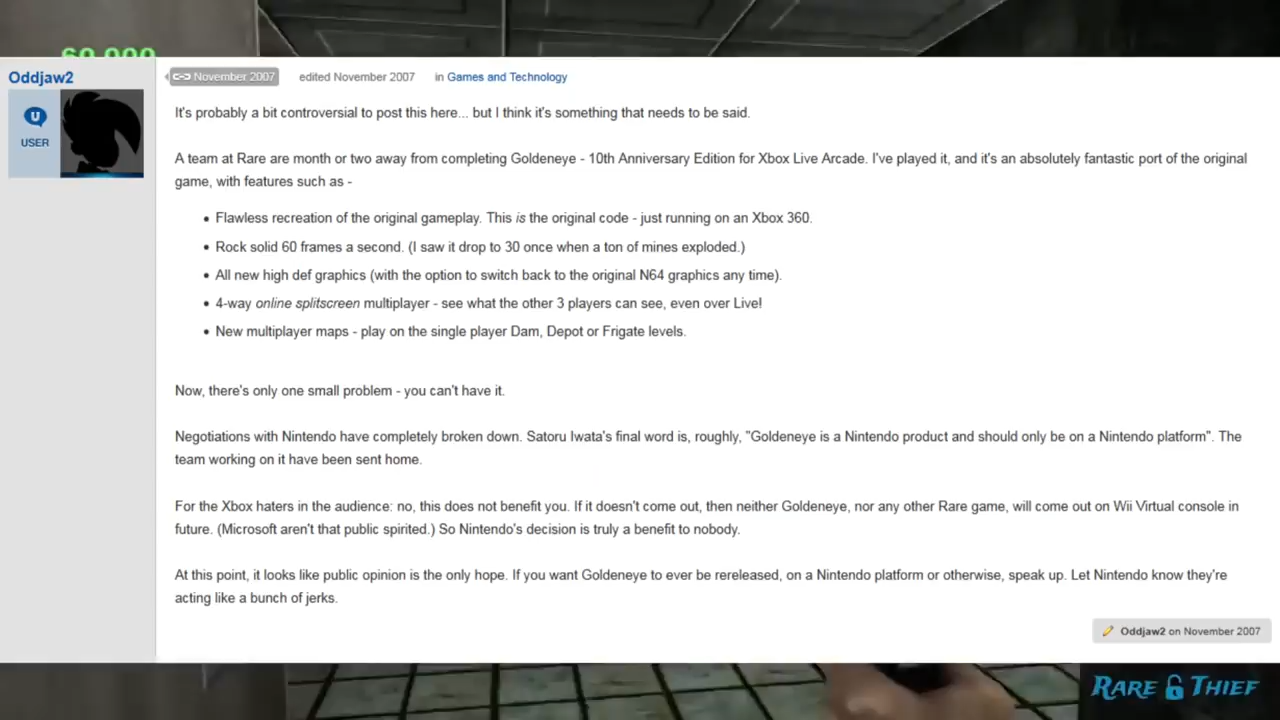 60.000
Oddjaw2
November 2007 edited November 2007 in Games and Technology
USER
It's probably a bit controversial to post this here... but I think it's something that needs to be said.
A team at Rare are month or two away from completing Goldeneye - 10th Anniversary Edition for Xbox Live Arcade. I've played it, and it's an absolutely fantastic port of the original
game, with features such as -
• Flawless recreation of the original gameplay. This is the original code - just running on an Xbox 360.
• Rock solid 60 frames a second. (I saw it drop to 30 once when a ton of mines exploded.)
• All new high def graphics (with the option to switch back to the original N64 graphics any time).
• 4-way online splitscreen multiplayer - see what the other 3 players can see, even over Live!
• New multiplayer maps - play on the single player Dam, Depot or Frigate levels.
Now, there's only one small problem - you can't have it.
Negotiations with Nintendo have completely broken down. Satoru Iwata's final word is, roughly, "Goldeneye is a Nintendo product and should only be on a Nintendo platform". The
team working on it have been sent home.
For the Xbox haters in the audience: no, this does not benefit you. If it doesn't come out, then neither Goldeneye, nor any other Rare game, will come out on Wii Virtual console in
future. (Microsoft aren't that public spirited.) So Nintendo's decision is truly a benefit to nobody.
At this point, it looks like public opinion is the only hope. If you want Goldeneye to ever be rereleased, on a Nintendo platform or otherwise, speak up. Let Nintendo know they're
acting like a bunch of jerks.
Oddjaw2 on November 2007
RARE THIEF